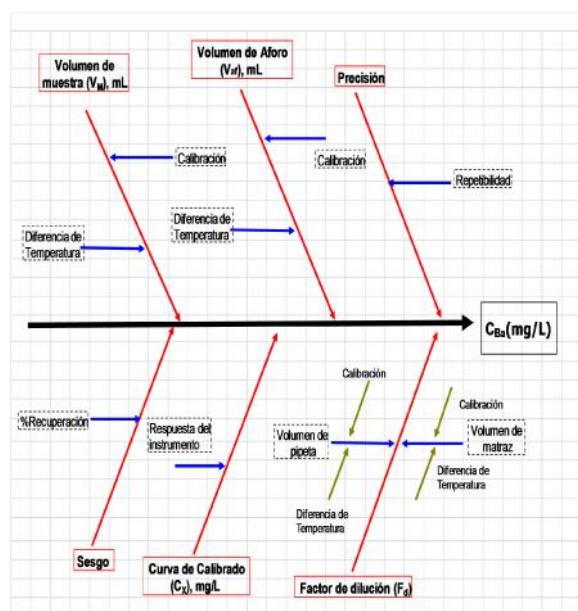 Volumen de
muestra (VM), mL
Volumen de Aforo
(Vaf), mL
Precisión
Calibración
Calibración
Repetibilidad
Diferencia de
Temperatura
Diferencia de
Temperatura
CBa(mg/L)
Calibración
Calibración
%Recuperación
Respuesta del
instrumento
Volumen de
pipeta
Volumen de
matraz
Diferencia de
Temperatura
Diferencia de
Temperatura
Sesgo
Curva de Calibrado
(CX), mg/L
Factor de dilución (Fd)